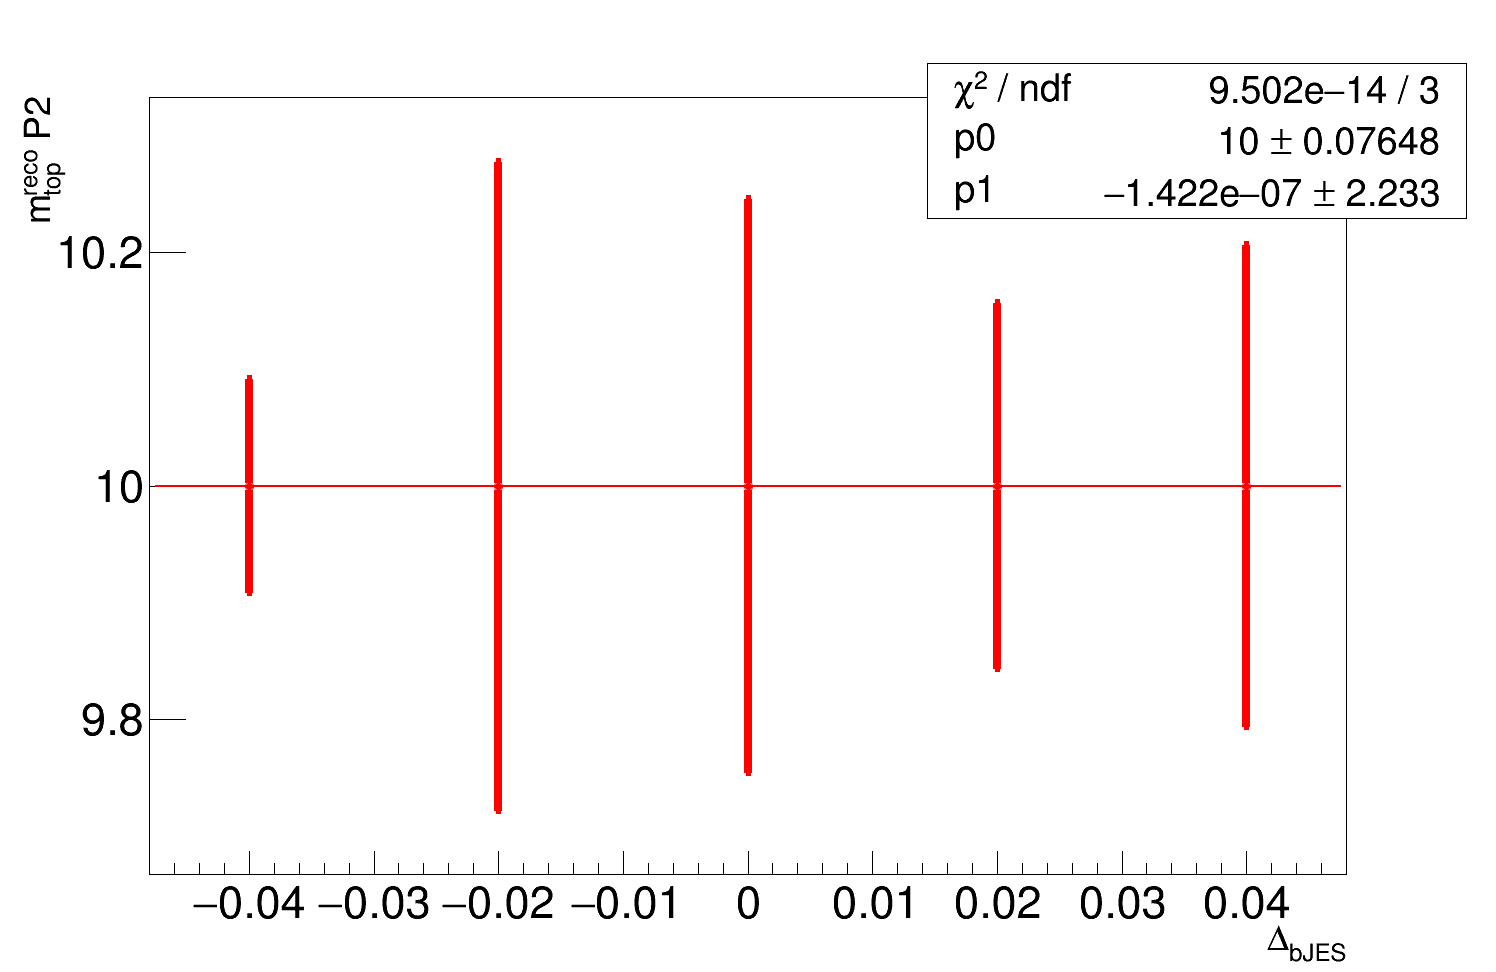 χ² / ndf 9.502e−14 / 3
p0 10 ± 0.07648
p1 −1.422e−07 ± 2.233
m_top^reco P2
10.2
10
9.8
−0.04 −0.03 −0.02 −0.01 0 0.01 0.02 0.03 0.04
Δ_bJES